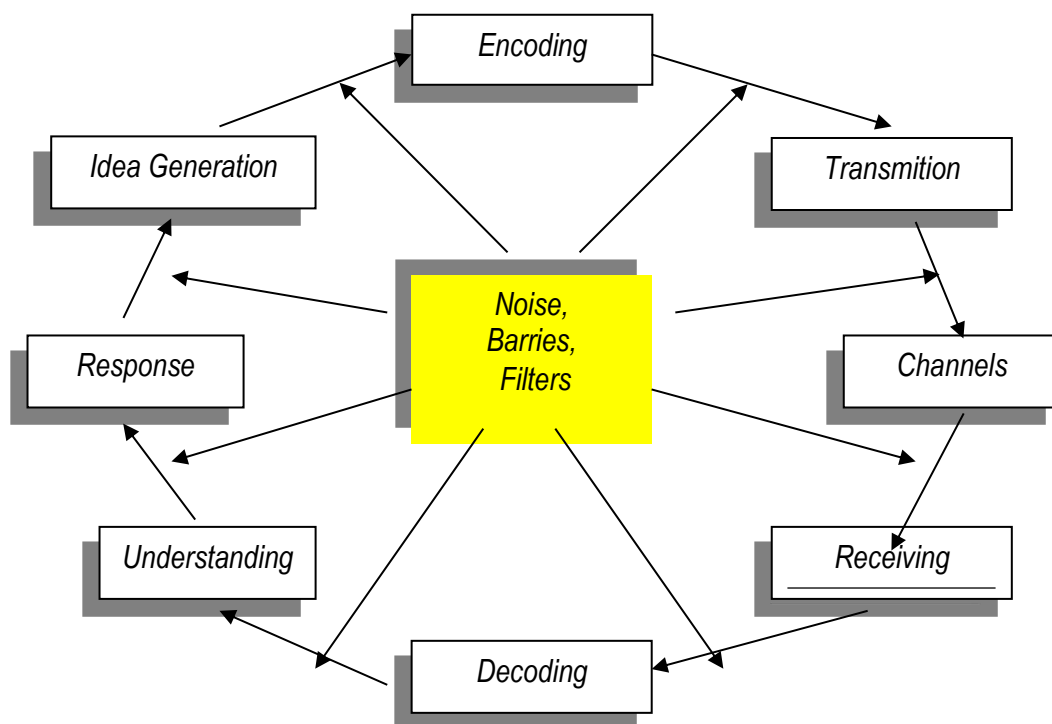 Encoding
Idea Generation
Transmition
Noise,
Barries,
Filters
Response
Channels
Understanding
Receiving
Decoding